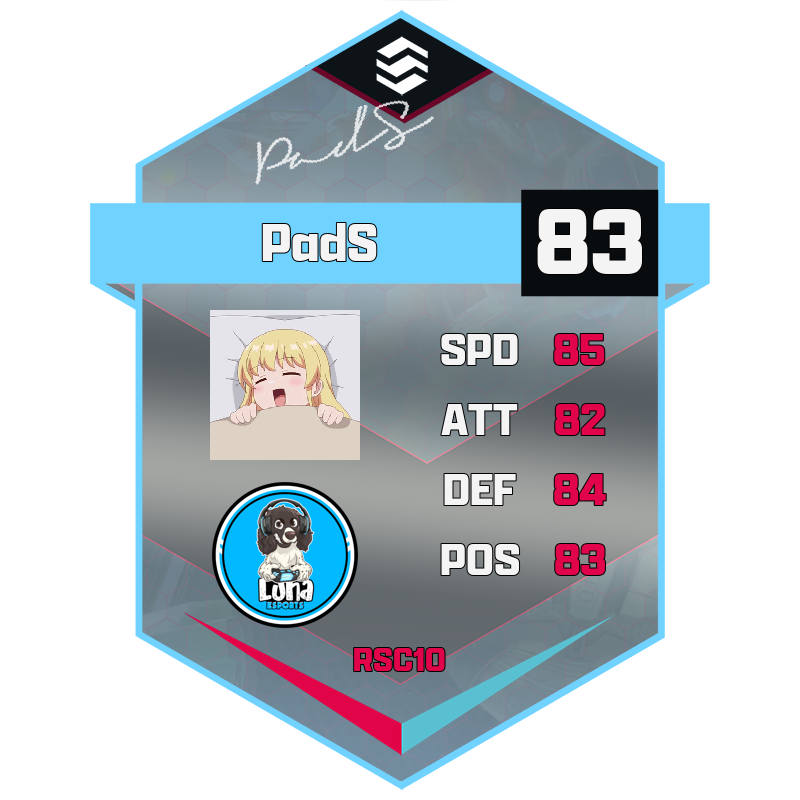 PadS
PadS
83
SPD 85
ATT 82
DEF 84
POS 83
Luna
ESPORTS
RSC10